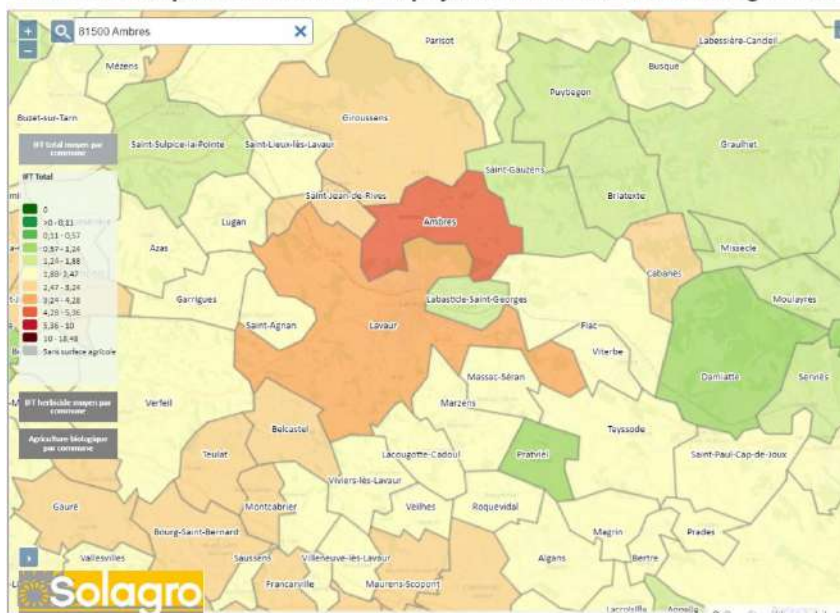 81500 Ambres
Parisot
Labessière-Candeil
Mézens
Busque
Puybegon
Buzet-sur-Tarn
Giroussens
Graulhet
Saint-Sulpice-la-Pointe
Saint-Lieux-lès-Lavaur
IFT total moyen par
commune
Saint-Gauzens
IFT Total
Saint-Jean-de-Rives
Briatexte
0
>0 - 0,11
0,11 - 0,57
0,57 - 1,24
1,24 - 1,88
1,88- 2,47
2,47 - 3,24
3,24 - 4,28
4,28 - 5,36
5,36 - 10
10 - 18,48
Sans surface agricole
Lugan
Ambres
Azas
Missècle
Cabanès
Garrigues
Labastide-Saint-Georges
Moulayrès
Saint-Agnan
Lavaur
Fiac
Viterbe
Massac-Séran
Damiatte
Serviès
IFT herbicide moyen par
commune
Verfeil
Marzens
Agriculture biologique
par commune
Belcastel
Teyssode
Teulat
Lacougotte-Cadoul
Pratviel
Saint-Paul-Cap-de-Joux
Viviers-lès-Lavaur
Gauré
Montcabrier
Veilhes
Roquevidal
Bourg-Saint-Bernard
Magrin
Prades
Vallesvilles
Saussens
Villeneuve-lès-Lavaur
Algans
Bertre
Francarville
Maurens-Scopont
Solagro